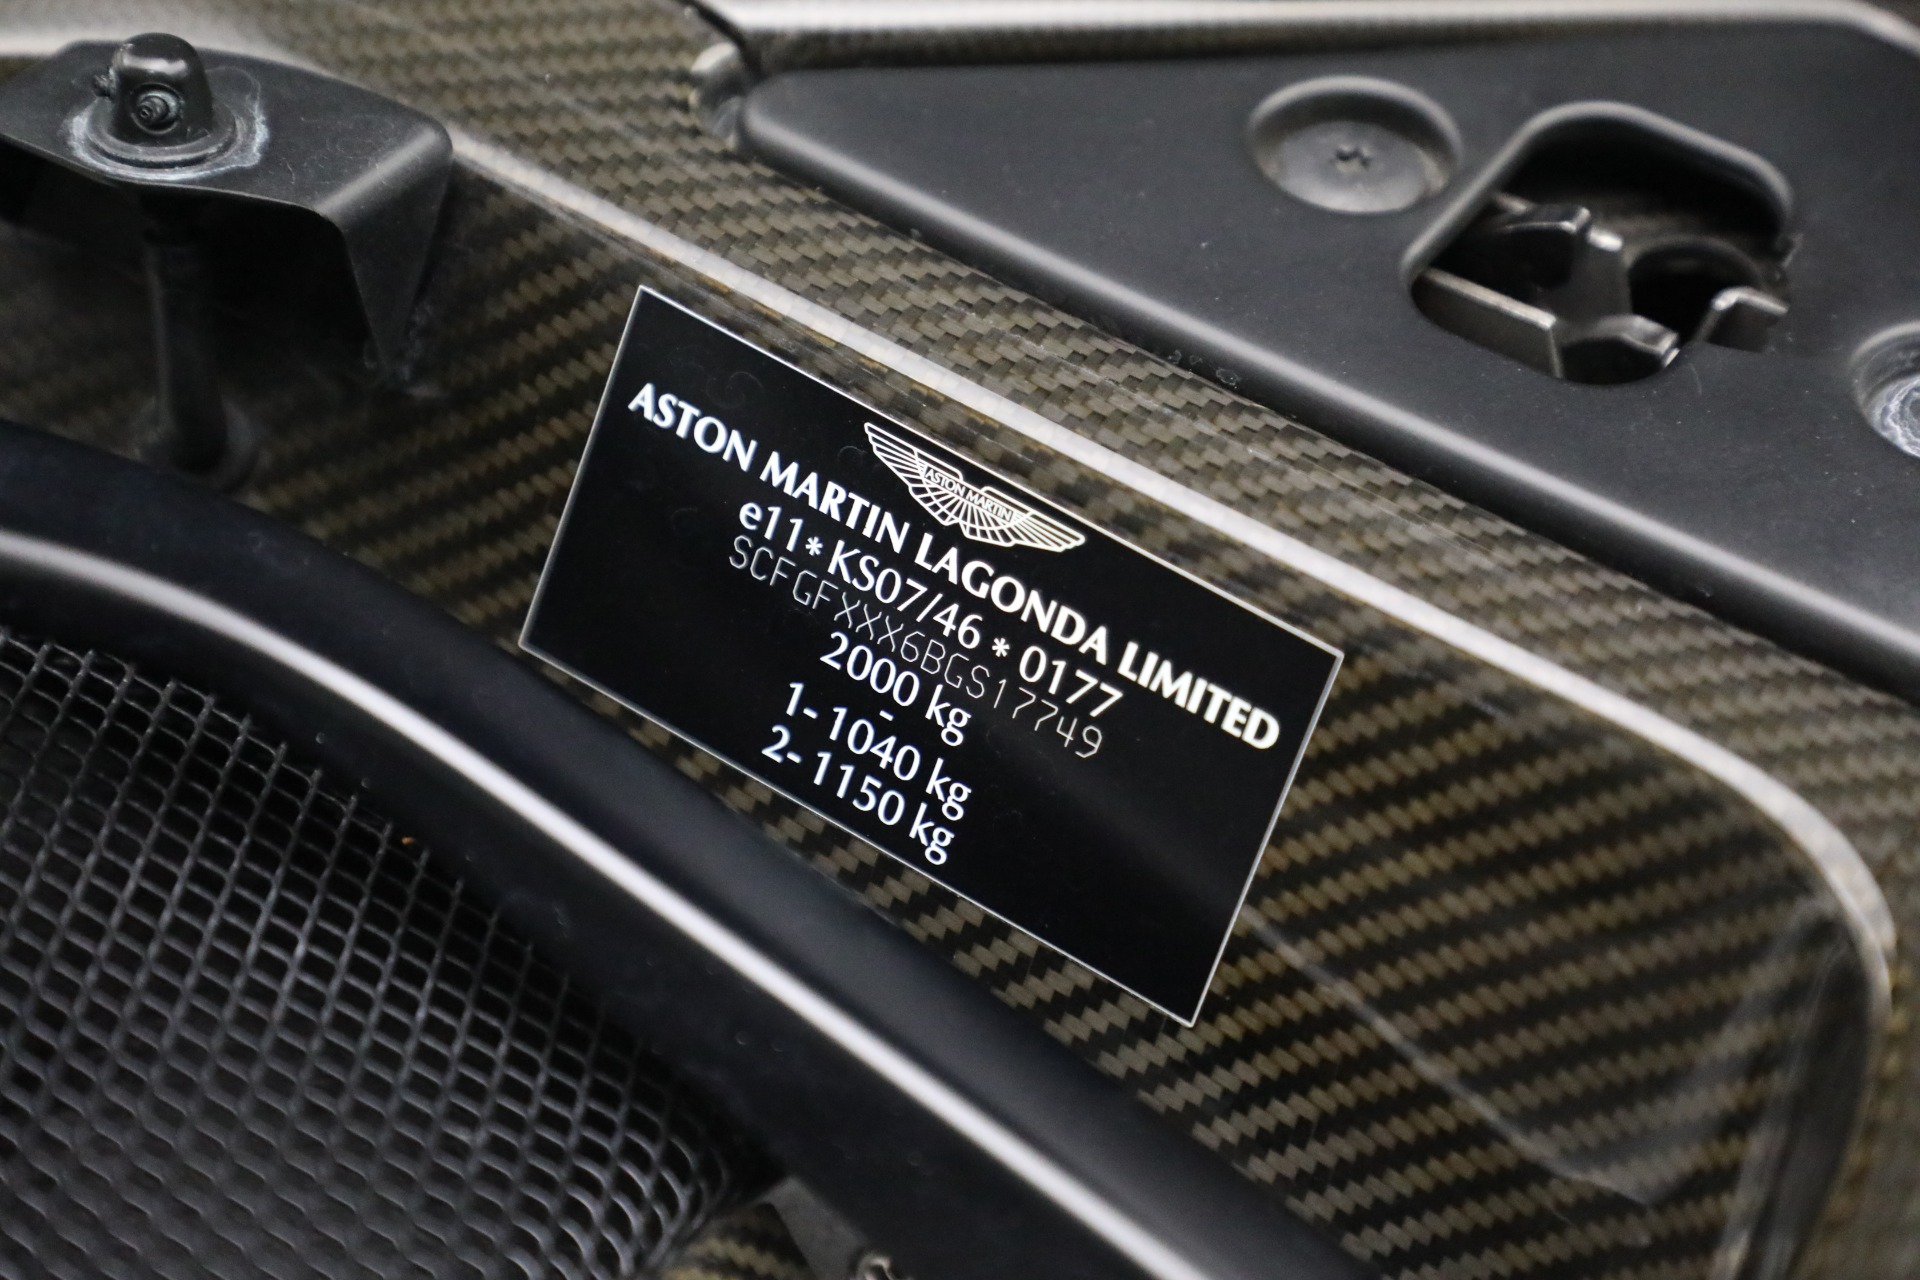 ASTON MARTIN
ASTON MARTIN LAGONDA LIMITED
e11*KS07/46 * 0177
SCFGFXXX6BGS17749
2000 kg
-
1- 1040 kg
2- 1150 kg